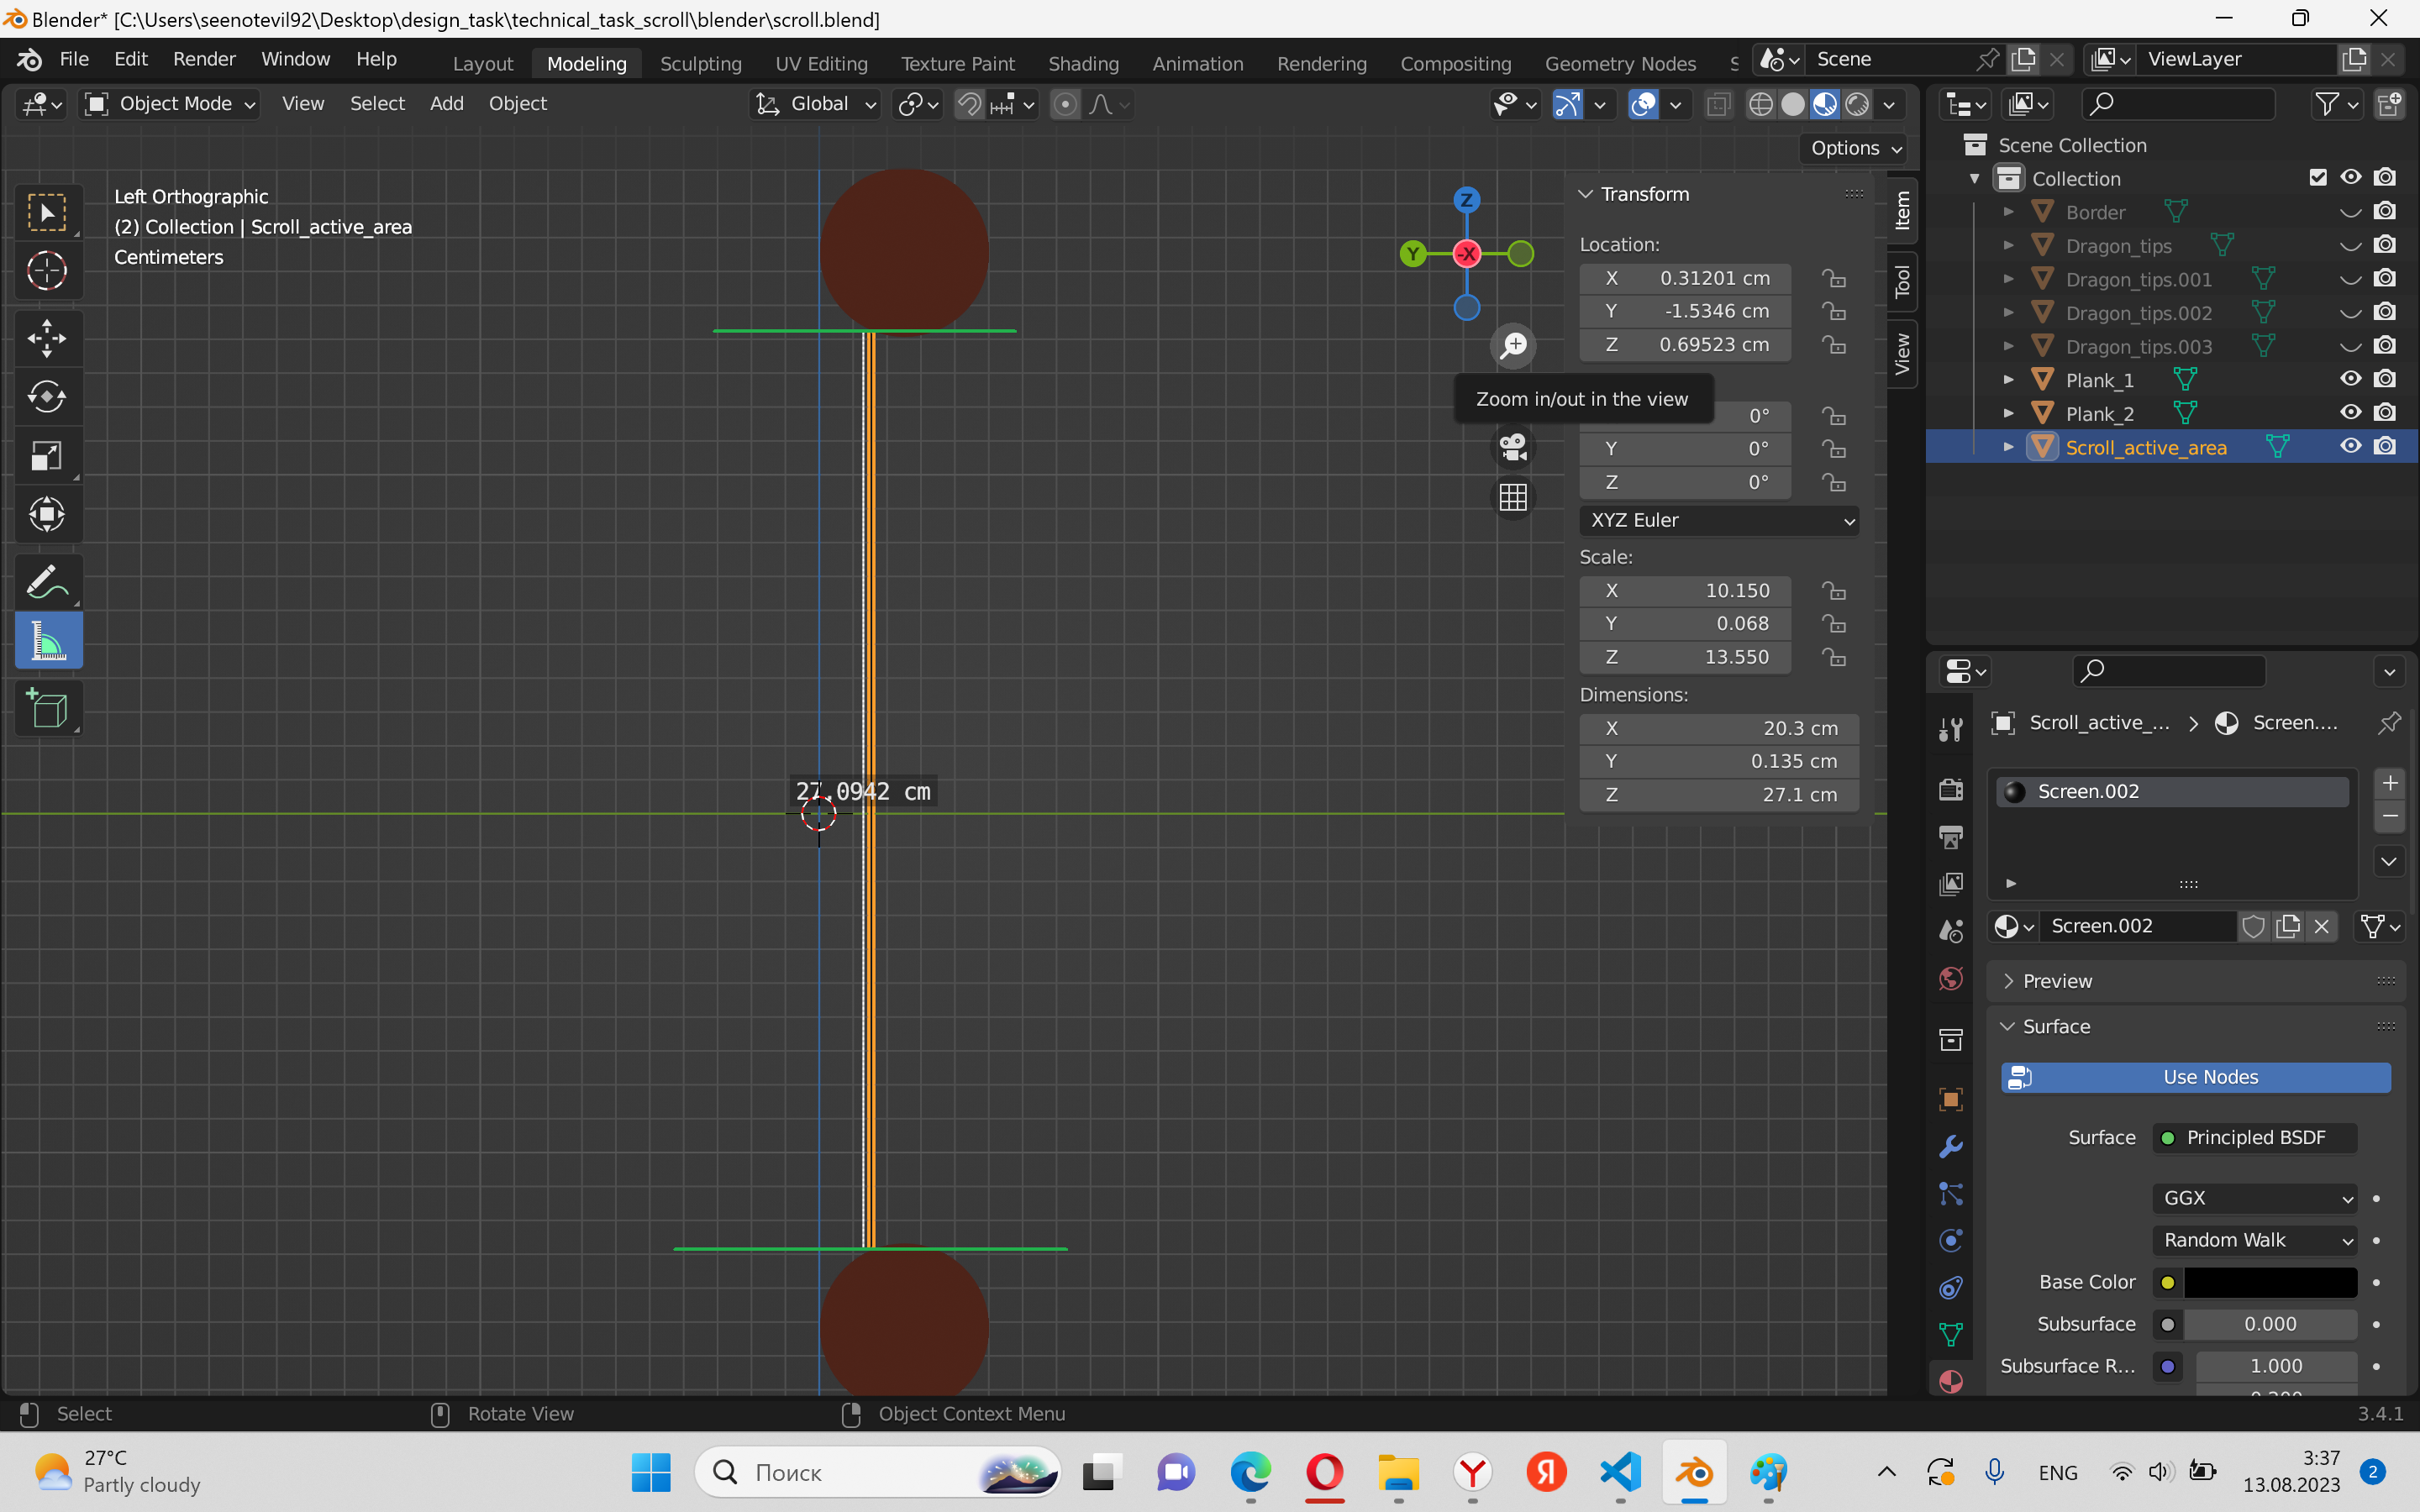 Blender* [C:\Users\seenotevil92\Desktop\design_task\technical_task_scroll\blender\scroll.blend]
File Edit Render Window Help Layout Modeling Sculpting UV Editing Texture Paint Shading Animation Rendering Compositing Geometry Nodes Scene ViewLayer
Object Mode View Select Add Object Global
Options
Left Orthographic
(2) Collection | Scroll_active_area
Centimeters
27.0942 cm
Z
Y
-X
Zoom in/out in the view
Transform
Location:
X 0.31201 cm
Y -1.5346 cm
Z 0.69523 cm
0°
Y 0°
Z 0°
XYZ Euler
Scale:
X 10.150
Y 0.068
Z 13.550
Dimensions:
X 20.3 cm
Y 0.135 cm
Z 27.1 cm
Item
Tool
View
Scene Collection
Collection
Border
Dragon_tips
Dragon_tips.001
Dragon_tips.002
Dragon_tips.003
Plank_1
Plank_2
Scroll_active_area
Scroll_active_... Screen....
Screen.002
Screen.002
Preview
Surface
Use Nodes
Surface Principled BSDF
GGX
Random Walk
Base Color
Subsurface 0.000
Subsurface R... 1.000
Select Rotate View Object Context Menu 3.4.1
27°C
Partly cloudy
Поиск
Я
ENG
3:37
13.08.2023
2